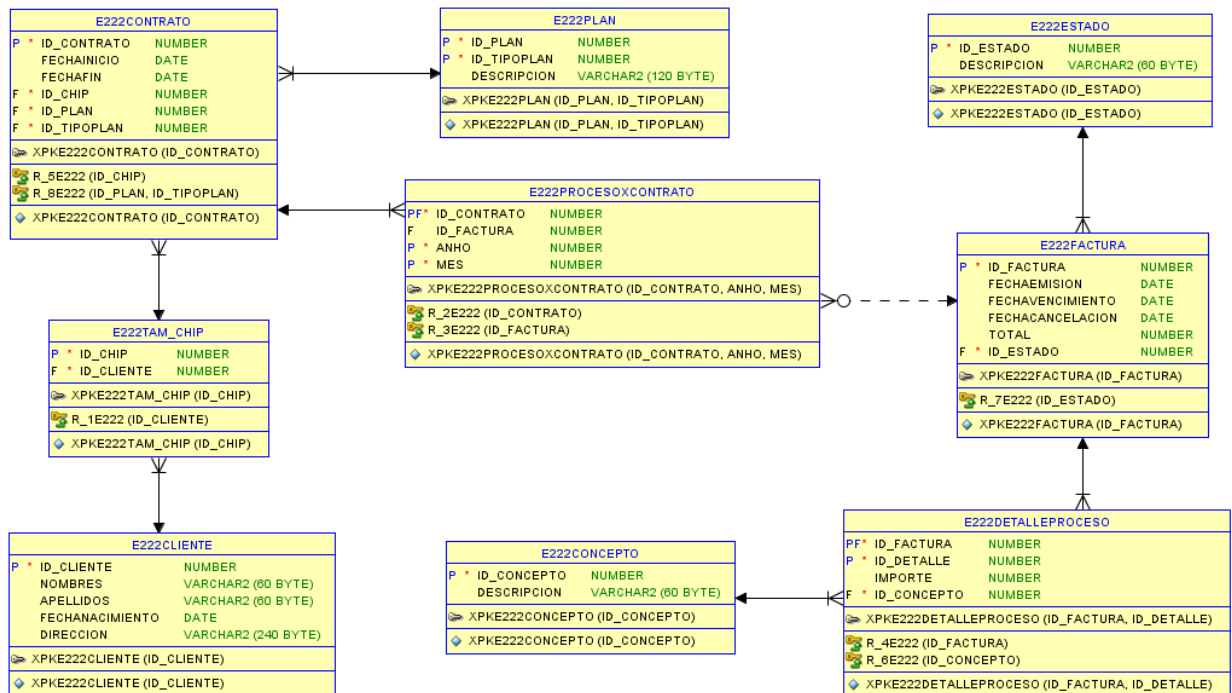 E222CONTRATO
P * ID_CONTRATO NUMBER
FECHAINICIO DATE
FECHAFIN DATE
F * ID_CHIP NUMBER
F * ID_PLAN NUMBER
F * ID_TIPOPLAN NUMBER
XPKE222CONTRATO (ID_CONTRATO)
R_5E222 (ID_CHIP)
R_8E222 (ID_PLAN, ID_TIPOPLAN)
XPKE222CONTRATO (ID_CONTRATO)
E222PLAN
P * ID_PLAN NUMBER
P * ID_TIPOPLAN NUMBER
DESCRIPCION VARCHAR2 (120 BYTE)
XPKE222PLAN (ID_PLAN, ID_TIPOPLAN)
XPKE222PLAN (ID_PLAN, ID_TIPOPLAN)
E222ESTADO
P * ID_ESTADO NUMBER
DESCRIPCION VARCHAR2 (60 BYTE)
XPKE222ESTADO (ID_ESTADO)
XPKE222ESTADO (ID_ESTADO)
E222PROCESOXCONTRATO
PF* ID_CONTRATO NUMBER
F ID_FACTURA NUMBER
P * ANHO NUMBER
P * MES NUMBER
XPKE222PROCESOXCONTRATO (ID_CONTRATO, ANHO, MES)
R_2E222 (ID_CONTRATO)
R_3E222 (ID_FACTURA)
XPKE222PROCESOXCONTRATO (ID_CONTRATO, ANHO, MES)
E222FACTURA
P * ID_FACTURA NUMBER
FECHAEMISION DATE
FECHAVENCIMIENTO DATE
FECHACANCELACION DATE
TOTAL NUMBER
F * ID_ESTADO NUMBER
XPKE222FACTURA (ID_FACTURA)
R_7E222 (ID_ESTADO)
XPKE222FACTURA (ID_FACTURA)
E222TAM_CHIP
P * ID_CHIP NUMBER
F * ID_CLIENTE NUMBER
XPKE222TAM_CHIP (ID_CHIP)
R_1E222 (ID_CLIENTE)
XPKE222TAM_CHIP (ID_CHIP)
E222CLIENTE
P * ID_CLIENTE NUMBER
NOMBRES VARCHAR2 (60 BYTE)
APELLIDOS VARCHAR2 (60 BYTE)
FECHANACIMIENTO DATE
DIRECCION VARCHAR2 (240 BYTE)
XPKE222CLIENTE (ID_CLIENTE)
XPKE222CLIENTE (ID_CLIENTE)
E222CONCEPTO
P * ID_CONCEPTO NUMBER
DESCRIPCION VARCHAR2 (60 BYTE)
XPKE222CONCEPTO (ID_CONCEPTO)
XPKE222CONCEPTO (ID_CONCEPTO)
E222DETALLEPROCESO
PF* ID_FACTURA NUMBER
P * ID_DETALLE NUMBER
IMPORTE NUMBER
F * ID_CONCEPTO NUMBER
XPKE222DETALLEPROCESO (ID_FACTURA, ID_DETALLE)
R_4E222 (ID_FACTURA)
R_6E222 (ID_CONCEPTO)
XPKE222DETALLEPROCESO (ID_FACTURA, ID_DETALLE)